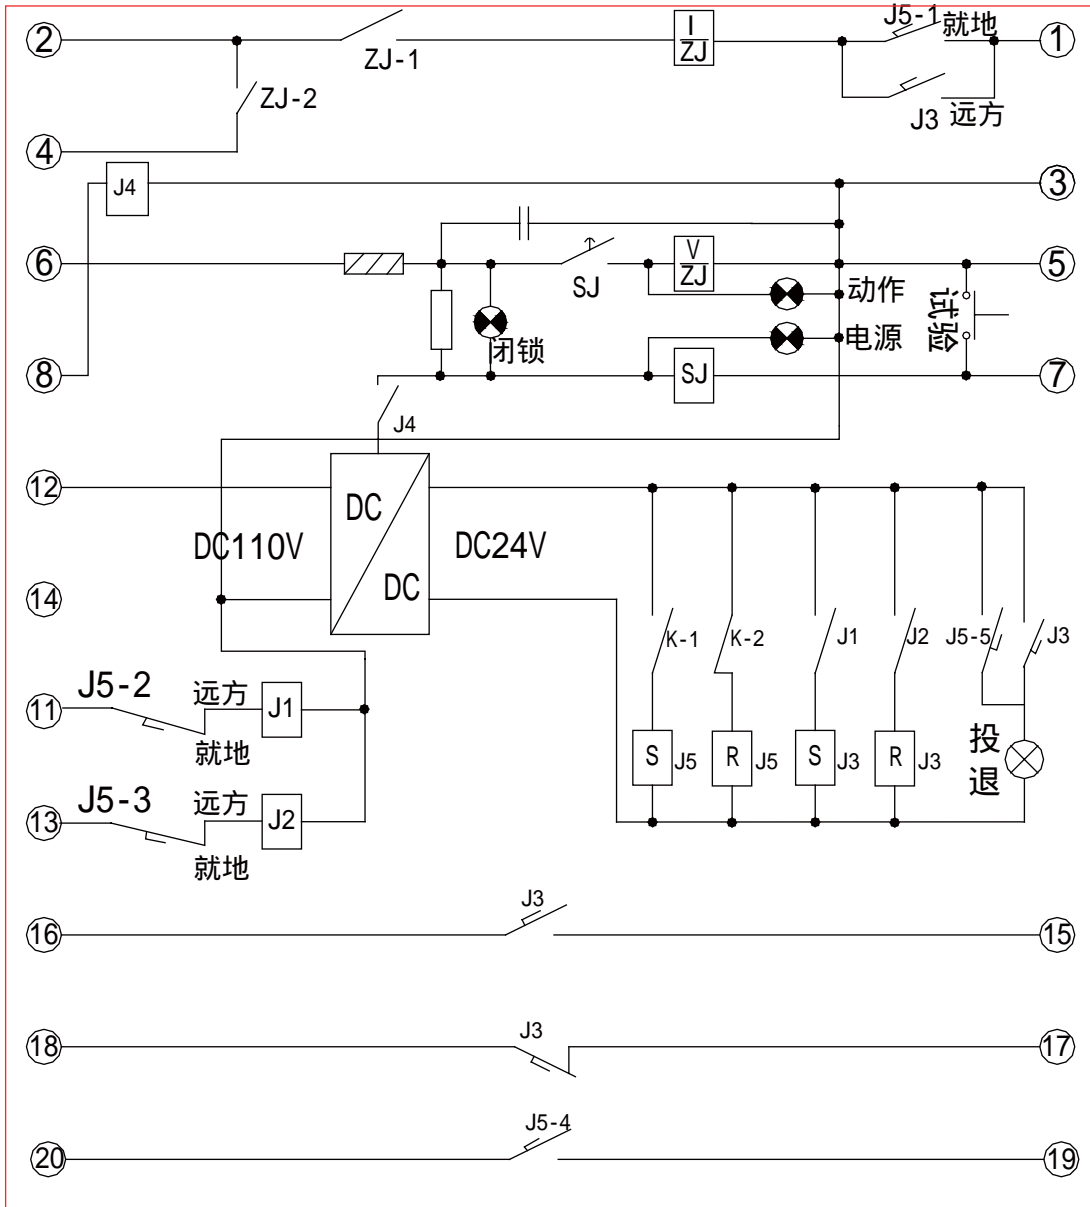 J5-1 就地
② I ①
ZJ
ZJ-1
ZJ-2
J3 远方
④
J4 ③
⑥ V ⑤
ZJ
SJ
动作
试验
电源
闭锁
⑧ SJ ⑦
J4
⑫
DC
DC110V DC24V
DC
⑭
K-1 K-2 J1 J2 J5-5 J3
J5-2 远方
⑪ J1
就地
投退
S J5 R J5 S J3 R J3
J5-3 远方
⑬ J2
就地
J3
⑯ ⑮
J3
⑱ ⑰
J5-4
⑳ ⑲